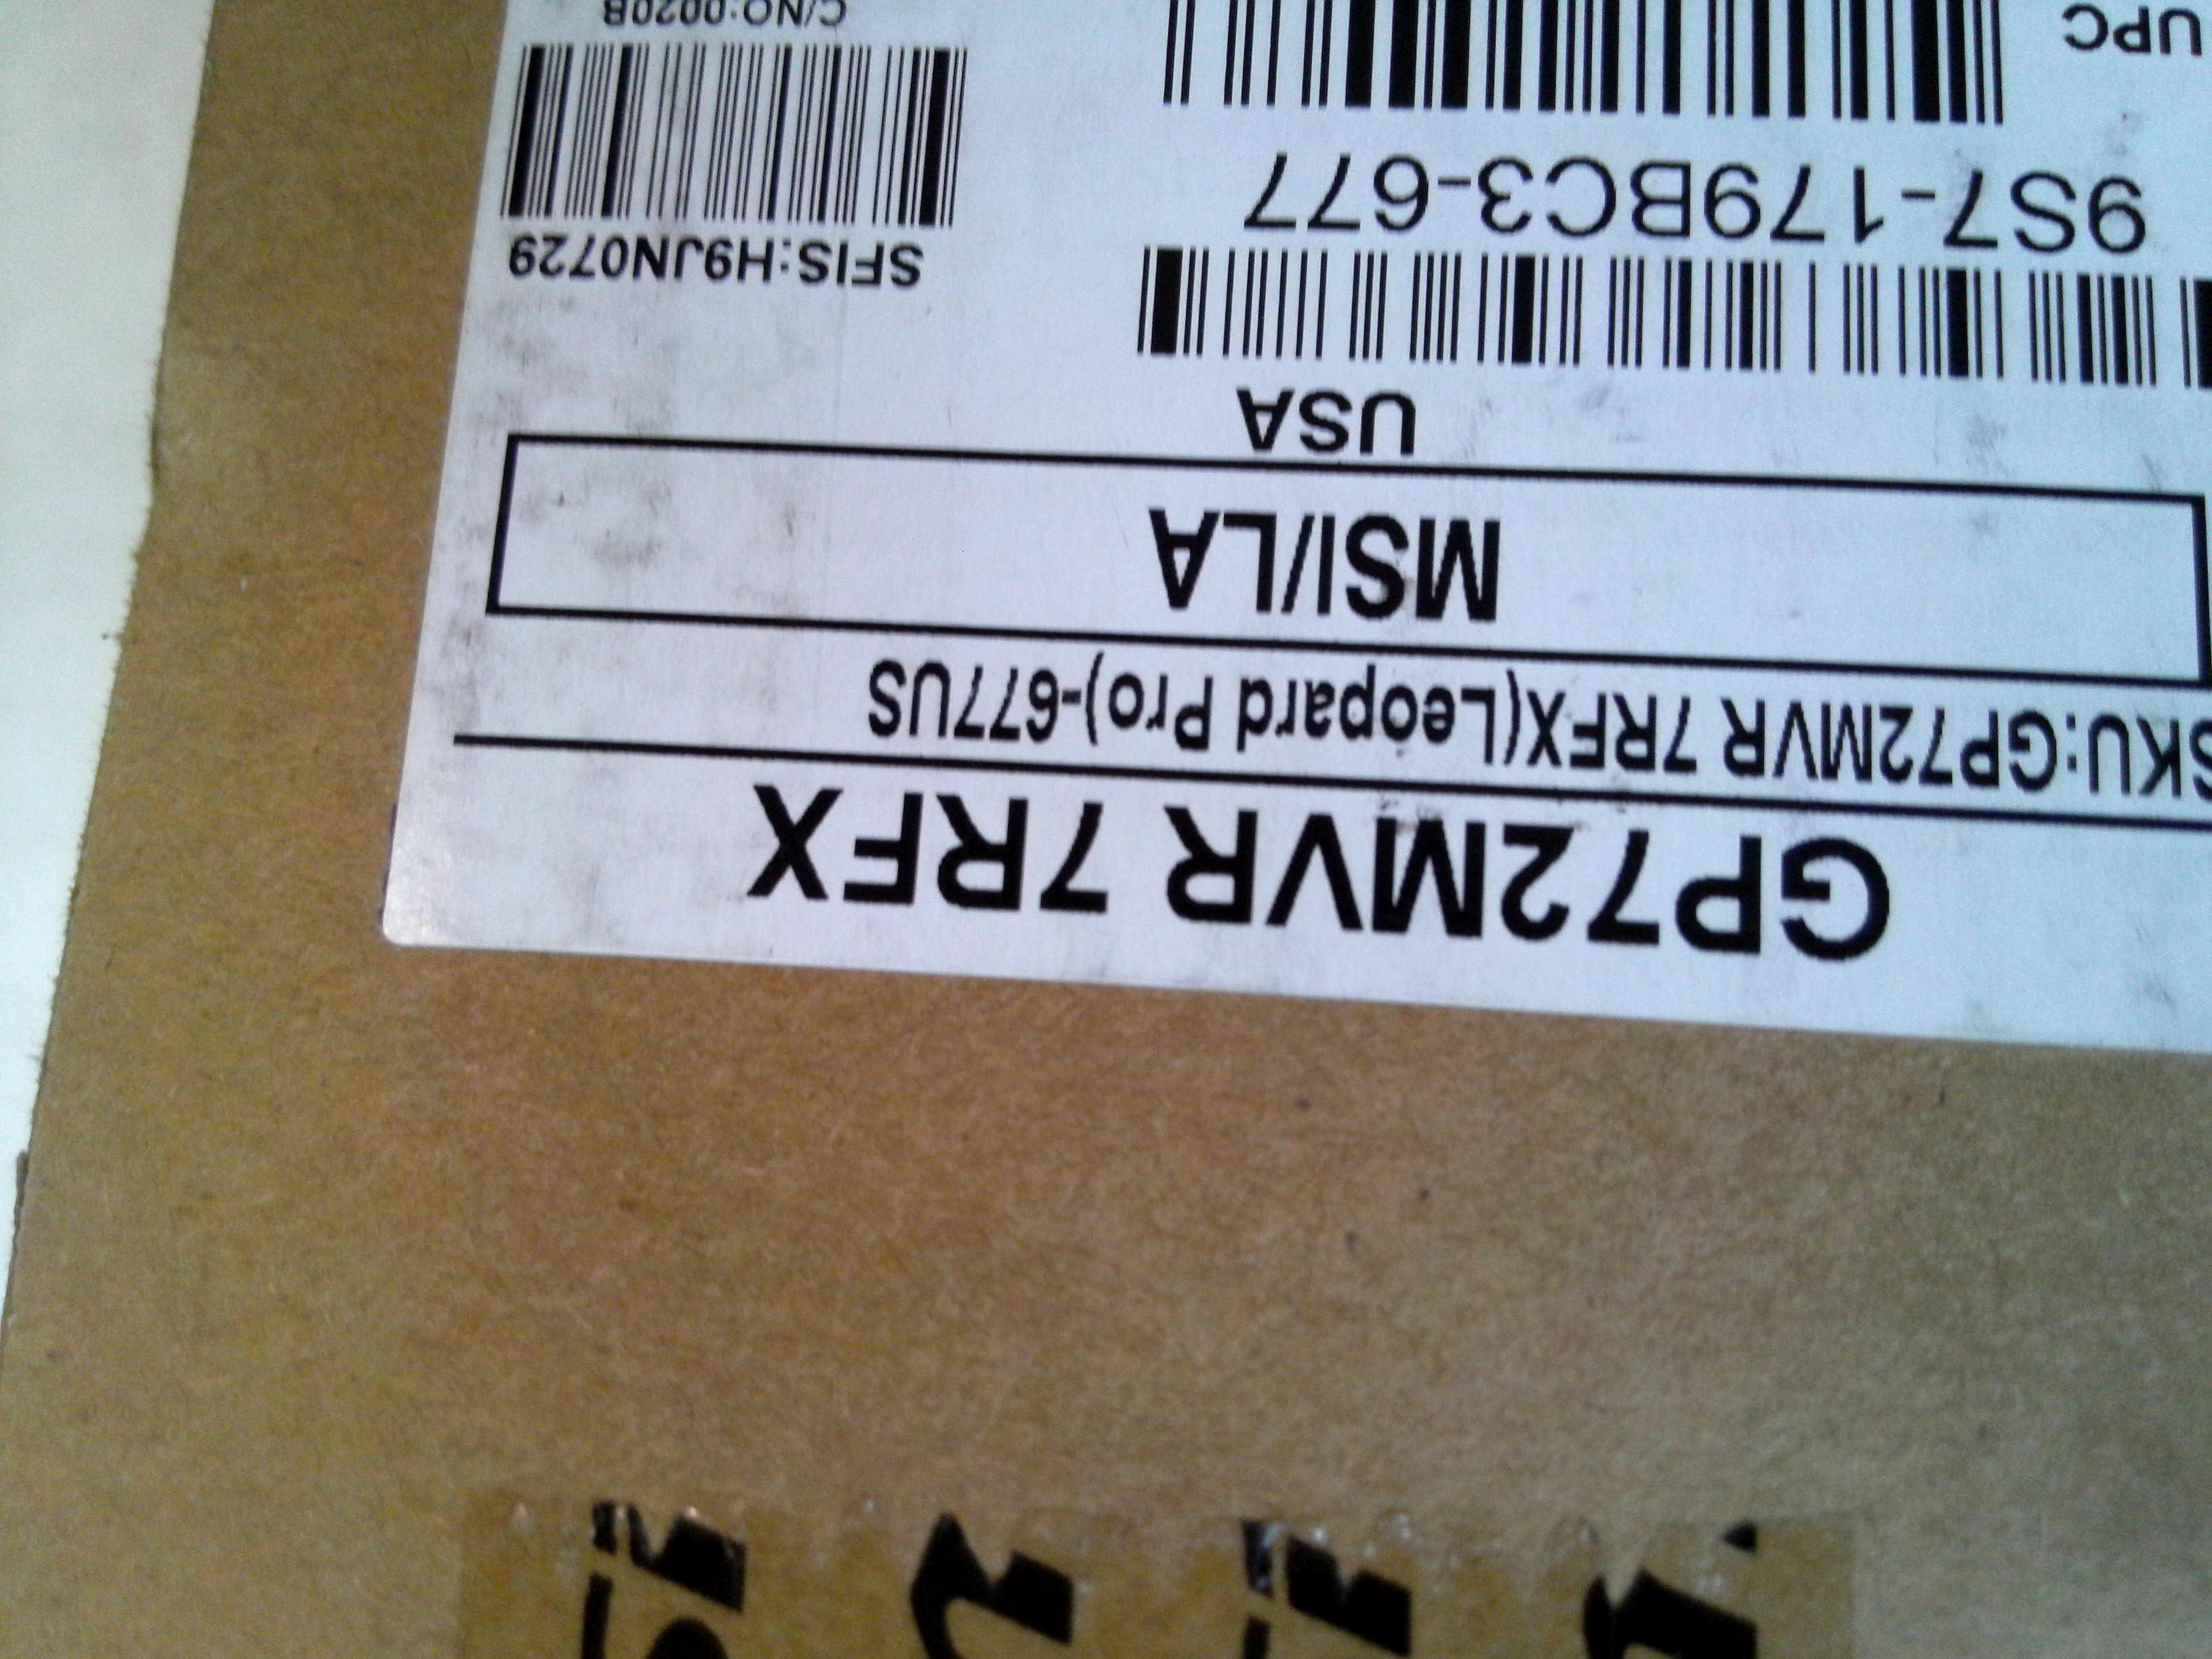 GP72MVR 7RFX
SKU:GP72MVR 7RFX(Leopard Pro)-677US
MSI/LA
USA
9S7-179BC3-677
SFIS:H9JN0729
UPC
C/NO:0020B